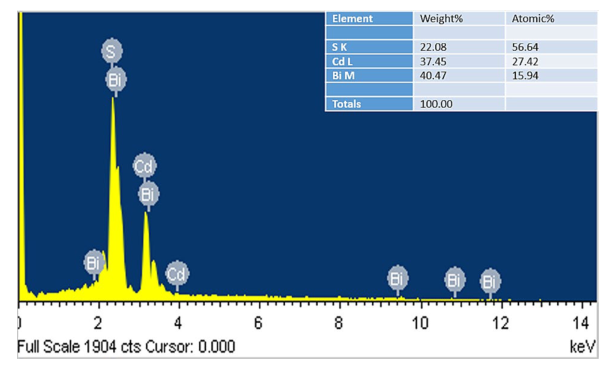 Element Weight% Atomic%
S K 22.08 56.64
Cd L 37.45 27.42
Bi M 40.47 15.94
Totals 100.00
S
Bi
Cd
Bi
Bi
Cd
Bi
Bi
Bi
0 2 4 6 8 10 12 14
Full Scale 1904 cts Cursor: 0.000 keV